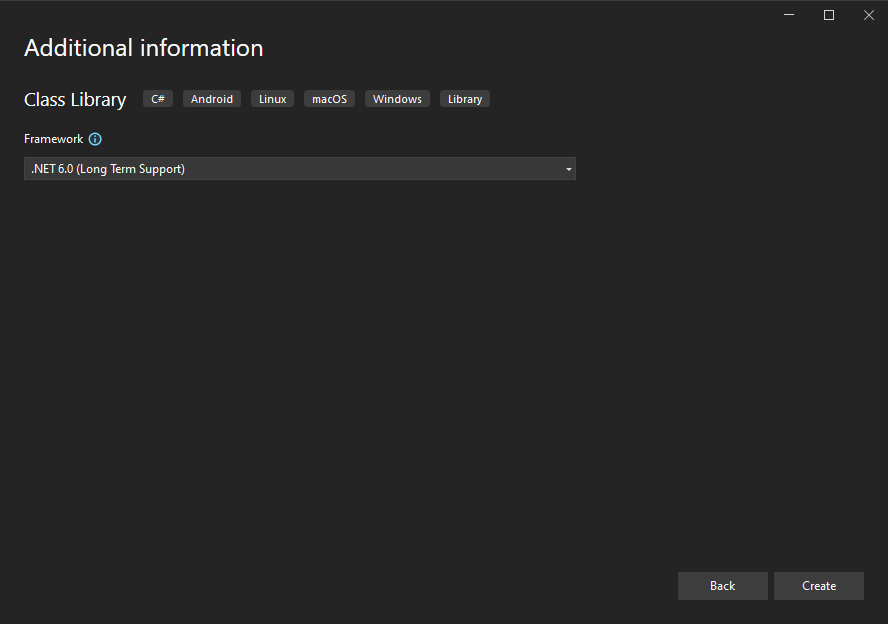 Additional information
Class Library C# Android Linux macOS Windows Library
Framework
.NET 6.0 (Long Term Support)
Back Create